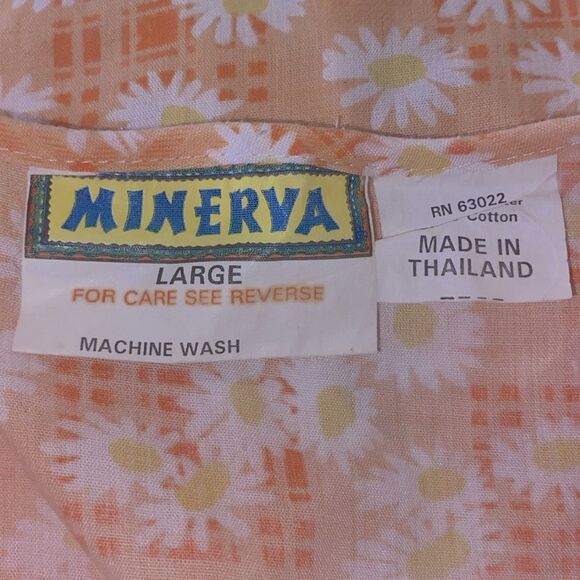 MINERVA
LARGE
FOR CARE SEE REVERSE
MACHINE WASH
RN 63022
Cotton
MADE IN
THAILAND